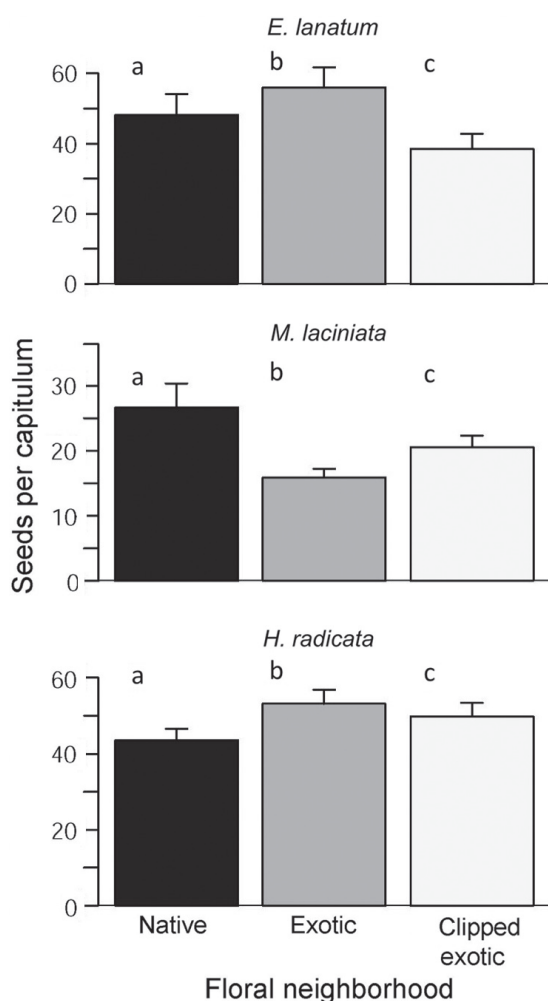 E. lanatum
a b c
60
40
20
0
M. laciniata
a b c
30
20
10
0
Seeds per capitulum
H. radicata
a b c
60
40
20
0
Native Exotic Clipped
exotic
Floral neighborhood